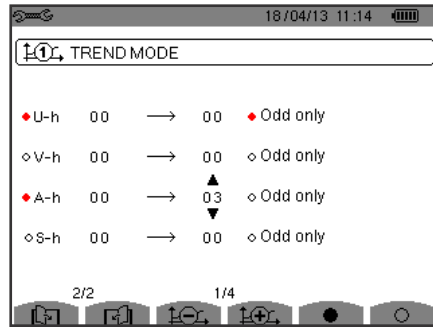 18/04/13 11:14
1 TREND MODE
U-h 00 → 00 Odd only
V-h 00 → 00 Odd only
A-h 00 → 03 Odd only
S-h 00 → 00 Odd only
2/2 1/4